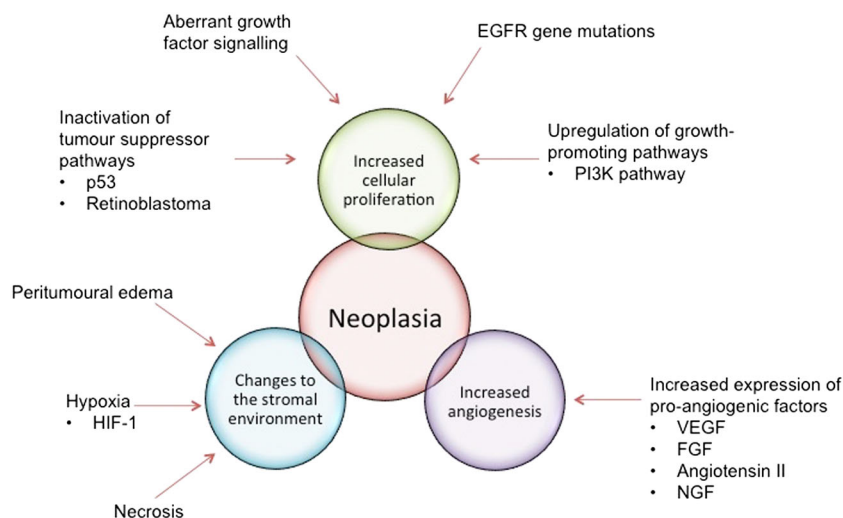 Aberrant growth
factor signalling
EGFR gene mutations
Inactivation of
tumour suppressor
pathways
• p53
• Retinoblastoma
Increased
cellular
proliferation
Upregulation of growth-
promoting pathways
• PI3K pathway
Neoplasia
Peritumoural edema
Hypoxia
• HIF-1
Necrosis
Changes to
the stromal
environment
Increased
angiogenesis
Increased expression of
pro-angiogenic factors
• VEGF
• FGF
• Angiotensin II
• NGF